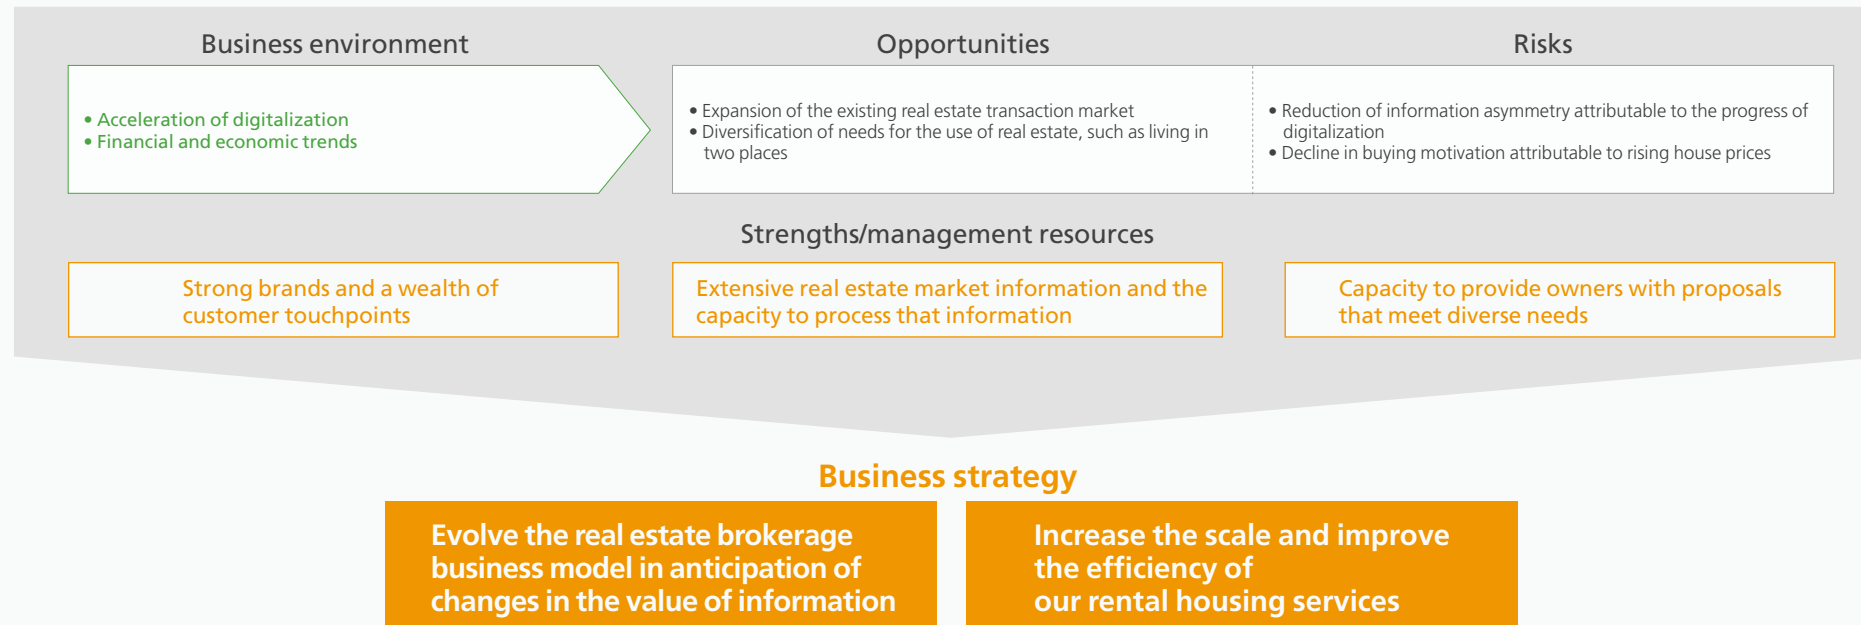 Business environment
• Acceleration of digitalization
• Financial and economic trends
Opportunities
• Expansion of the existing real estate transaction market
• Diversification of needs for the use of real estate, such as living in
two places
Risks
• Reduction of information asymmetry attributable to the progress of
digitalization
• Decline in buying motivation attributable to rising house prices
Strengths/management resources
Strong brands and a wealth of
customer touchpoints
Extensive real estate market information and the
capacity to process that information
Capacity to provide owners with proposals
that meet diverse needs
Business strategy
Evolve the real estate brokerage
business model in anticipation of
changes in the value of information
Increase the scale and improve
the efficiency of
our rental housing services